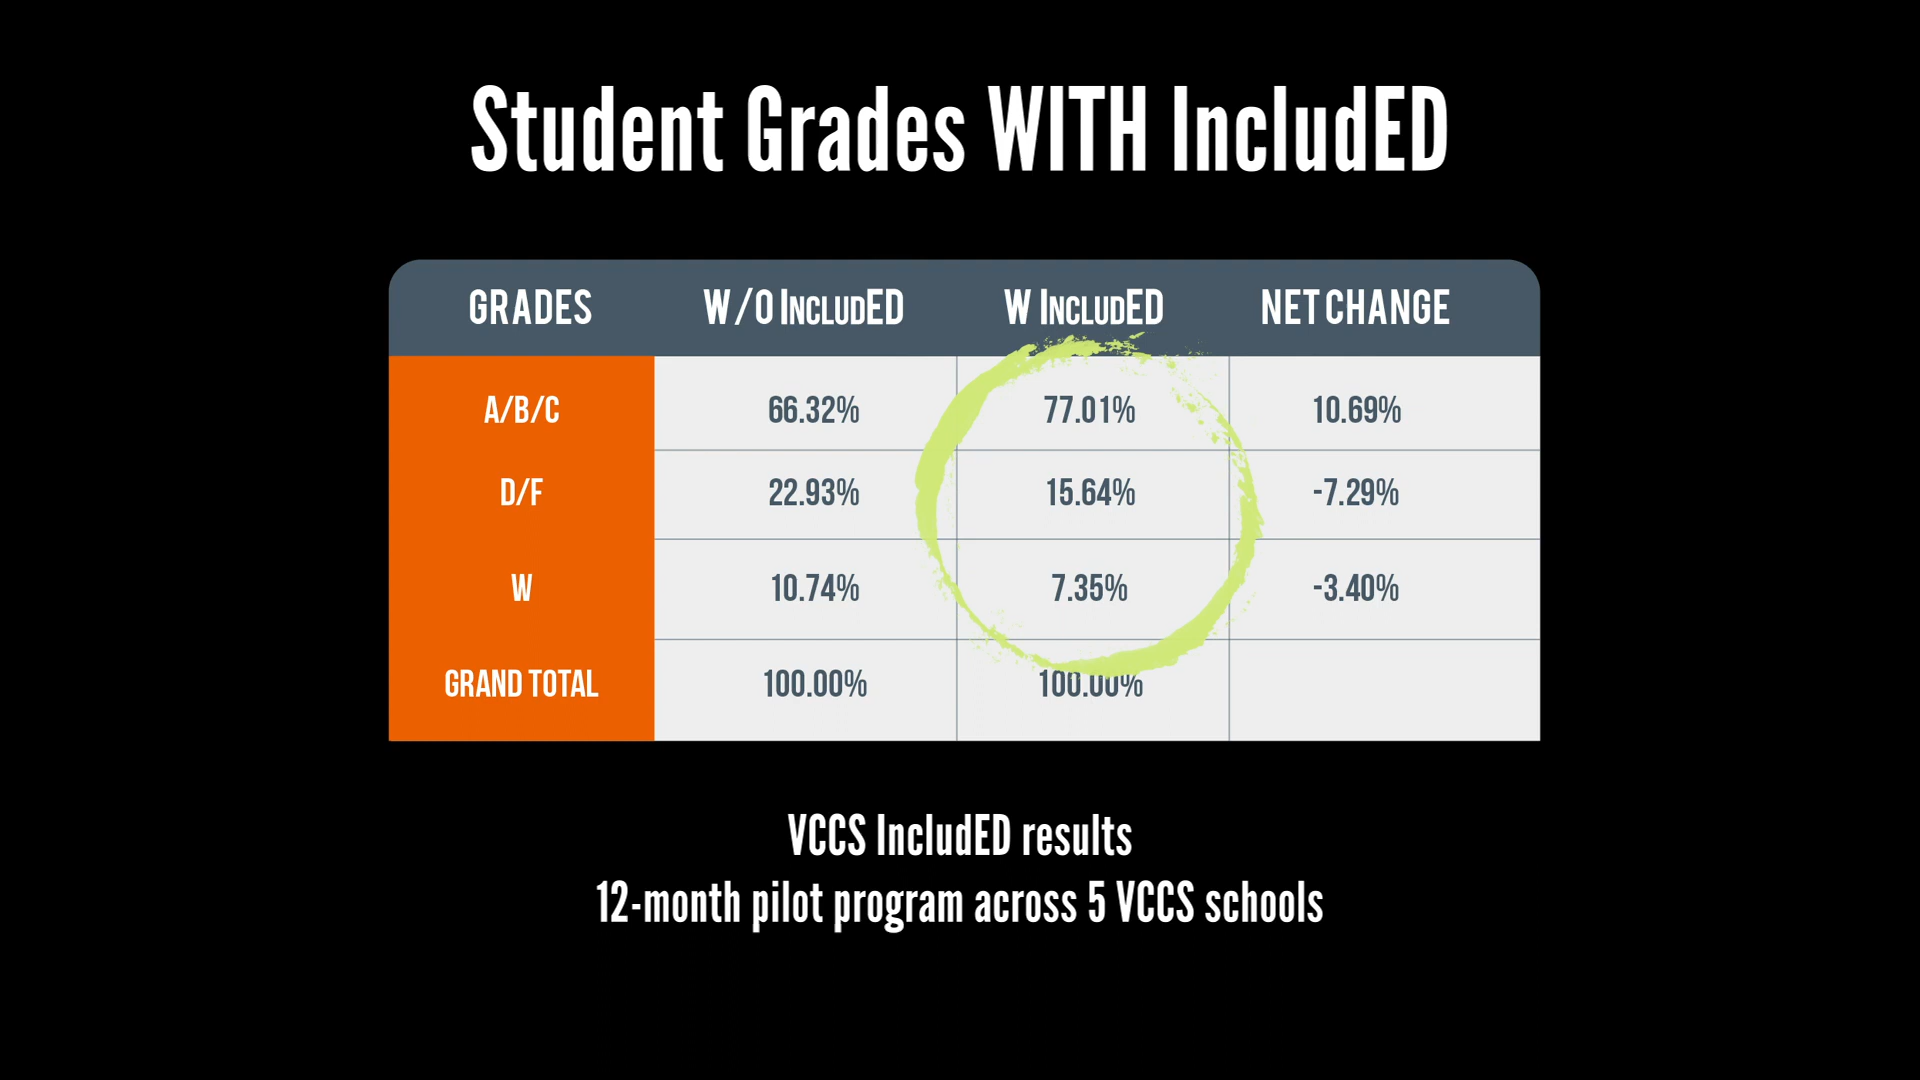 Student Grades WITH IncludED
GRADES W/O INCLUDED W INCLUDED NET CHANGE
A/B/C 66.32% 77.01% 10.69%
D/F 22.93% 15.64% -7.29%
W 10.74% 7.35% -3.40%
GRAND TOTAL 100.00% 100.00%
VCCS IncludED results
12-month pilot program across 5 VCCS schools